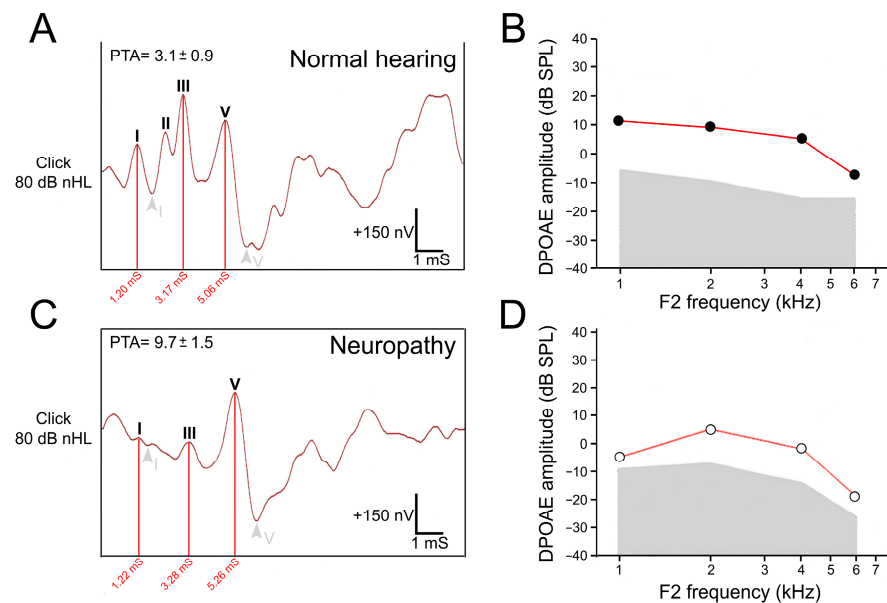 A
PTA= 3.1 ± 0.9
Normal hearing
III
II
V
I
Click
80 dB nHL
I
V
+150 nV
1 mS
1.20 mS
3.17 mS
5.06 mS
B
DPOAE amplitude (dB SPL)
40
30
20
10
0
−10
−20
−30
−40
1
2
3
4
5
6
7
F2 frequency (kHz)
C
PTA= 9.7 ± 1.5
Neuropathy
V
I
III
Click
80 dB nHL
I
V
+150 nV
1 mS
1.22 mS
3.28 mS
5.26 mS
D
DPOAE amplitude (dB SPL)
40
30
20
10
0
−10
−20
−30
−40
1
2
3
4
5
6
7
F2 frequency (kHz)